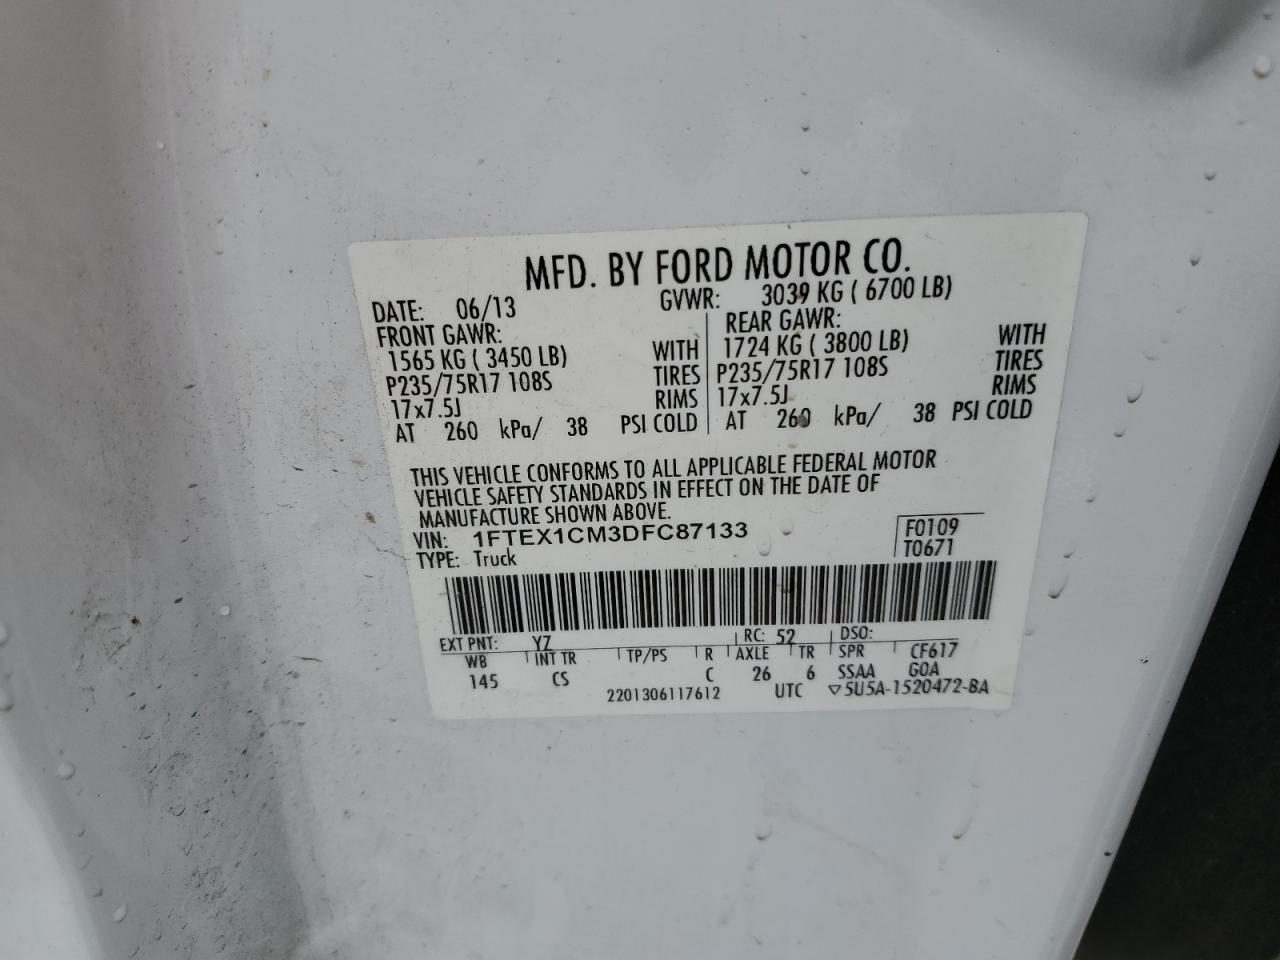 MFD. BY FORD MOTOR CO.
DATE: 06/13 GVWR: 3039 KG ( 6700 LB)
FRONT GAWR: REAR GAWR:
1565 KG ( 3450 LB) WITH 1724 KG ( 3800 LB) WITH
P235/75R17 108S TIRES P235/75R17 108S TIRES
17x7.5J RIMS 17x7.5J RIMS
AT 260 kPa/ 38 PSI COLD AT 260 kPa/ 38 PSI COLD
THIS VEHICLE CONFORMS TO ALL APPLICABLE FEDERAL MOTOR
VEHICLE SAFETY STANDARDS IN EFFECT ON THE DATE OF
MANUFACTURE SHOWN ABOVE.
VIN: 1FTEX1CM3DFC87133 F0109
TYPE: Truck T0671
EXT PNT: YZ RC: 52 DSO:
WB INT TR TP/PS R AXLE TR SPR CF617
145 CS C 26 6 SSAA GOA
2201306117612 UTC ▽5U5A-1520472-BA